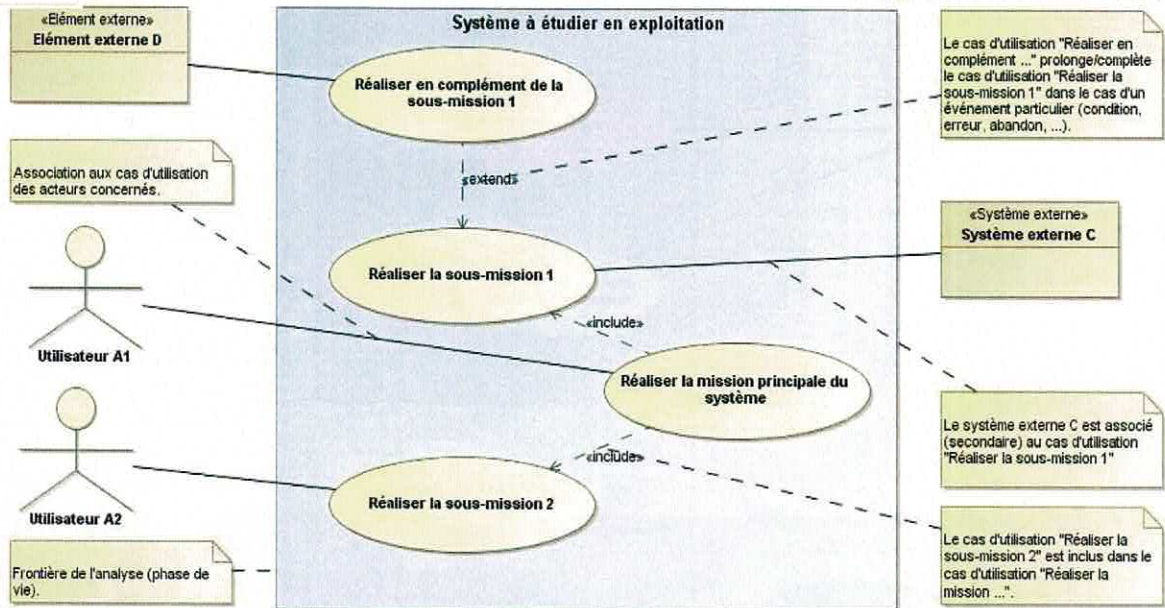 «Elément externe»
Elément externe D
Système à étudier en exploitation
Le cas d'utilisation "Réaliser en
complément ..." prolonge/complète
le cas d'utilisation "Réaliser la
sous-mission 1" dans le cas d'un
événement particulier (condition,
erreur, abandon, ...).
Réaliser en complément de la
sous-mission 1
Association aux cas d'utilisation
des acteurs concernés.
«extend»
«Système externe»
Système externe C
Réaliser la sous-mission 1
«include»
Utilisateur A1
Réaliser la mission principale du
système
Le système externe C est associé
(secondaire) au cas d'utilisation
"Réaliser la sous-mission 1"
«include»
Réaliser la sous-mission 2
Utilisateur A2
Le cas d'utilisation "Réaliser la
sous-mission 2" est inclus dans le
cas d'utilisation "Réaliser la
mission ...".
Frontière de l'analyse (phase de
vie).